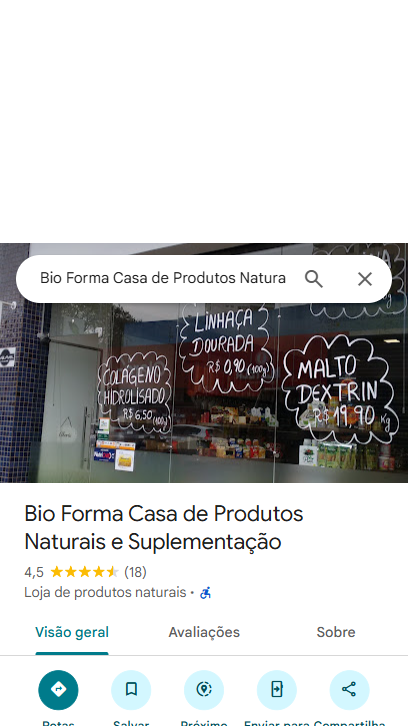 Bio Forma Casa de Produtos Natura
LINHAÇA
DOURADA
R$ 0,90 (100g)
COLÁGENO
HIDROLISADO
R$ 6,50
(100g)
MALTO
DEXTRIN
R$ 19,90 Kg
Bio Forma Casa de Produtos
Naturais e Suplementação
4,5 (18)
Loja de produtos naturais ·
Visão geral
Avaliações
Sobre
Rotas
Salvar
Próximo
Enviar para
Compartilha